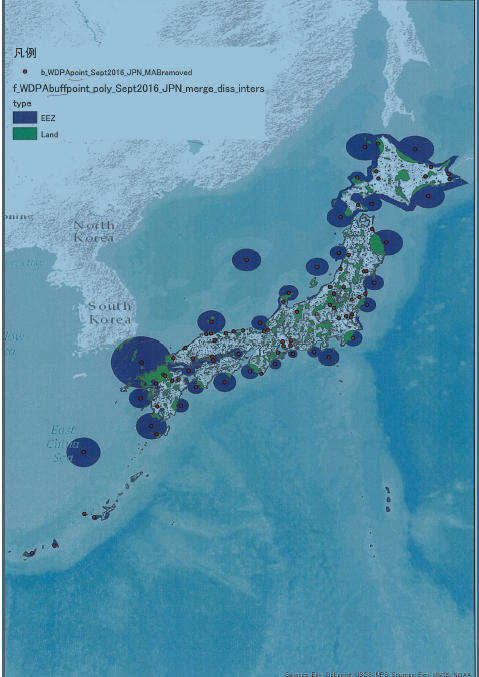 凡例
b_WDPApoint_Sept2016_JPN_MABremoved
f_WDPAbuffpoint_poly_Sept2016_JPN_merge_diss_inters
type
EEZ
Land
North
Korea
South
Korea
East
China
Sea
Sources: Esri, DeLorme, USGS, NPS, Sources: Esri, USGS, NOAA